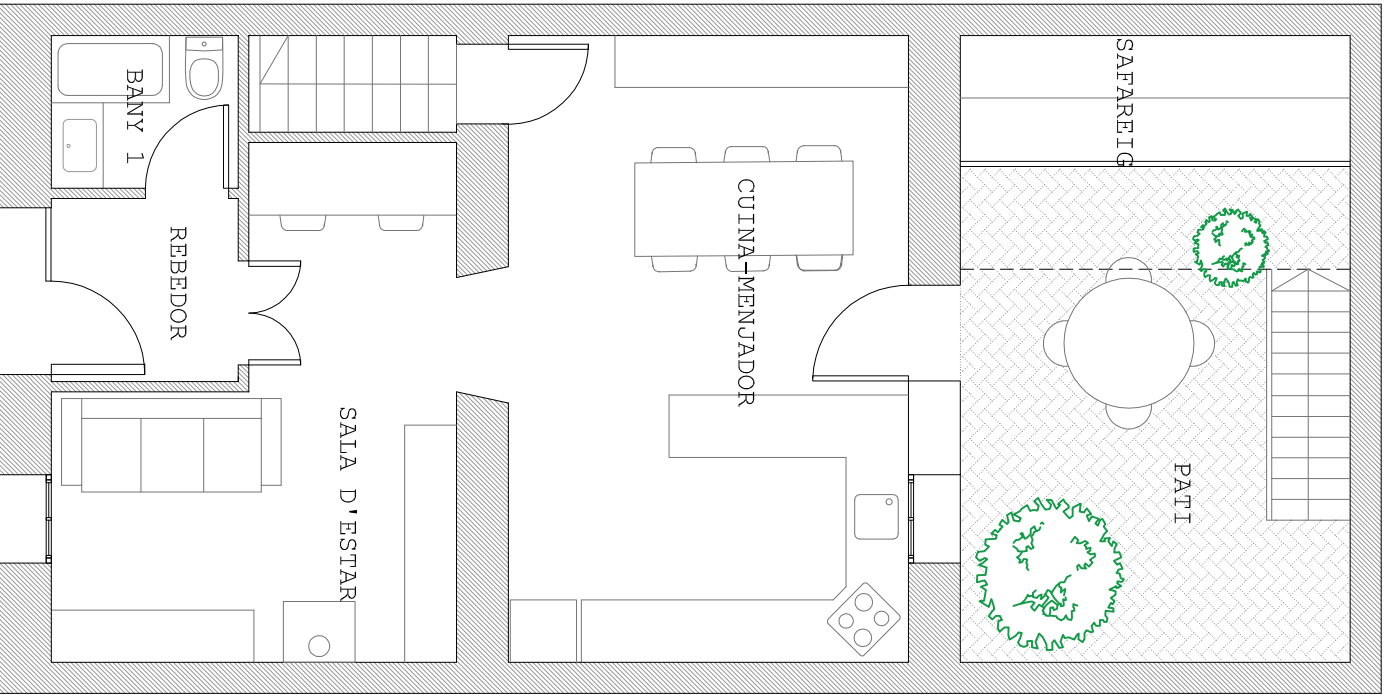 BANY 1
REBEDOR
SALA D'ESTAR
CUINA-MENJADOR
SAFAREIG
PATI